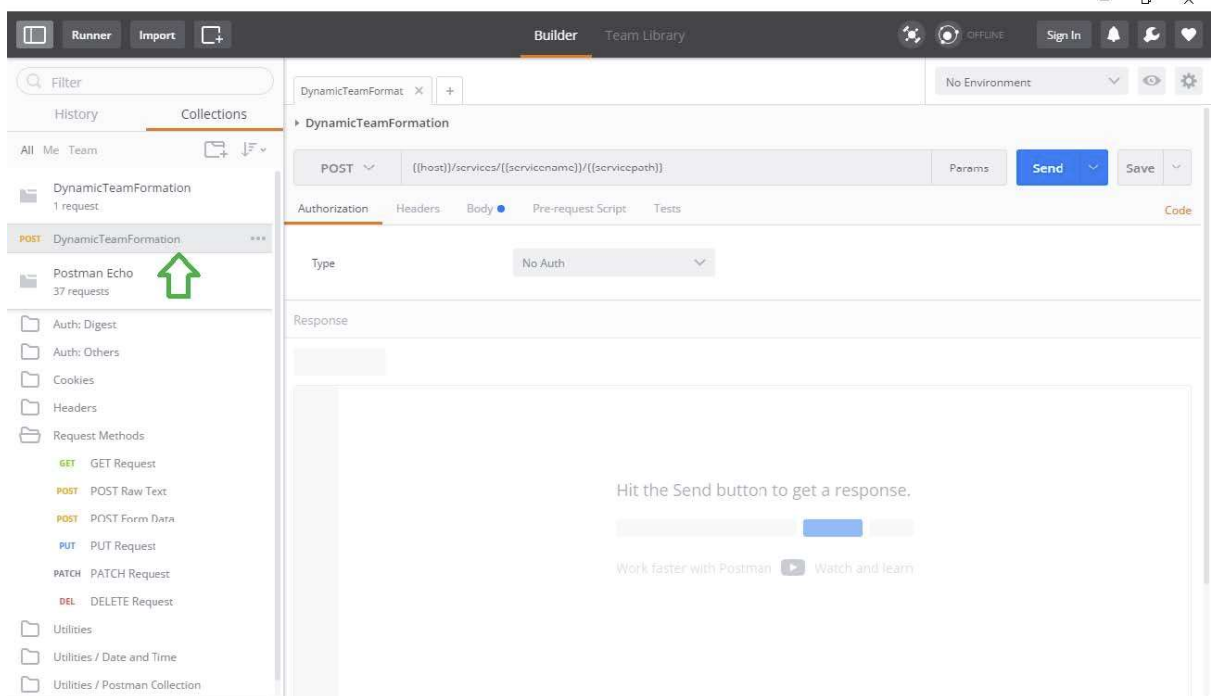 Runner Import Builder Team Library OFFLINE Sign In
Filter
DynamicTeamFormat × + No Environment
History Collections
DynamicTeamFormation
All Me Team
POST {{host}}/services/{{servicename}}/{{servicepath}} Params Send Save
DynamicTeamFormation
1 request
Authorization Headers Body Pre-request Script Tests Code
POST DynamicTeamFormation
Type No Auth
Postman Echo
37 requests
Response
Auth: Digest
Auth: Others
Cookies
Headers
Request Methods
GET GET Request
Hit the Send button to get a response.
POST POST Raw Text
POST POST Form Data
PUT PUT Request
Work faster with Postman Watch and learn
PATCH PATCH Request
DEL DELETE Request
Utilities
Utilities / Date and Time
Utilities / Postman Collection